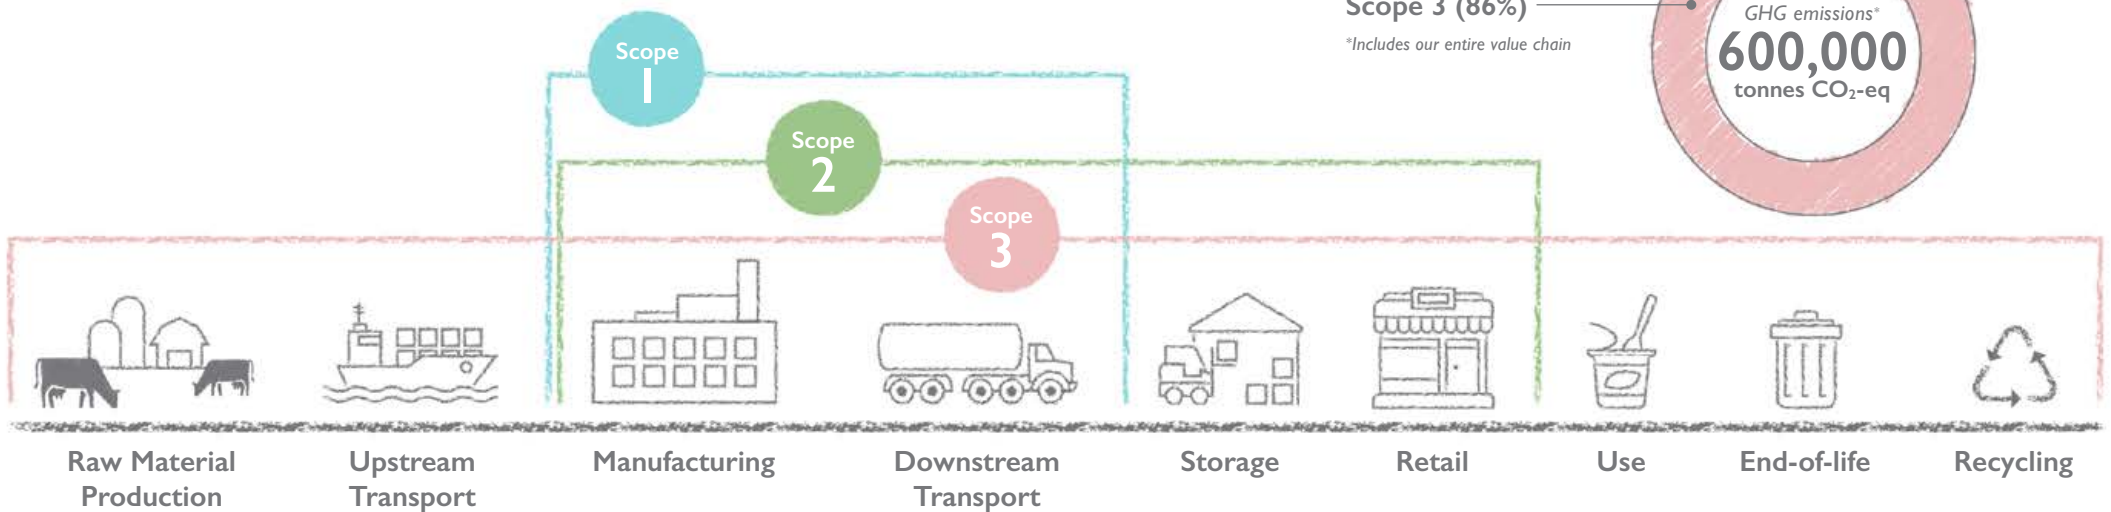 Scope 3 (86%)
*Includes our entire value chain
GHG emissions*
600,000
tonnes CO₂-eq
Scope
1
Scope
2
Scope
3
Raw Material
Production
Upstream
Transport
Manufacturing
Downstream
Transport
Storage
Retail
Use
End-of-life
Recycling